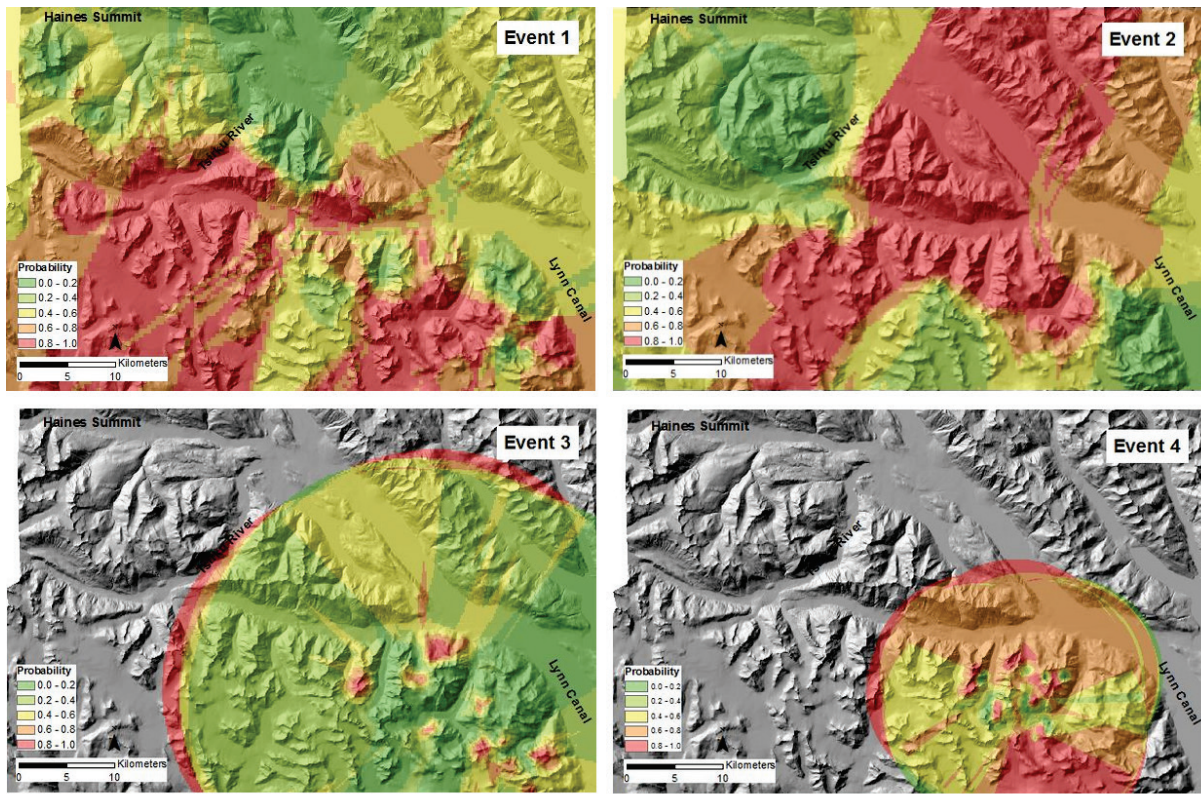 Haines Summit
Event 1
Tsirku River
Lynn Canal
Probability
0.0 - 0.2
0.2 - 0.4
0.4 - 0.6
0.6 - 0.8
0.8 - 1.0
Kilometers
0 5 10
Haines Summit
Event 2
Tsirku River
Lynn Canal
Probability
0.0 - 0.2
0.2 - 0.4
0.4 - 0.6
0.6 - 0.8
0.8 - 1.0
Kilometers
0 5 10
Haines Summit
Event 3
River
Lynn Canal
Probability
0.0 - 0.2
0.2 - 0.4
0.4 - 0.6
0.6 - 0.8
0.8 - 1.0
Kilometers
0 5 10
Haines Summit
Event 4
River
Lynn Canal
Probability
0.0 - 0.2
0.2 - 0.4
0.4 - 0.6
0.6 - 0.8
0.8 - 1.0
Kilometers
0 5 10